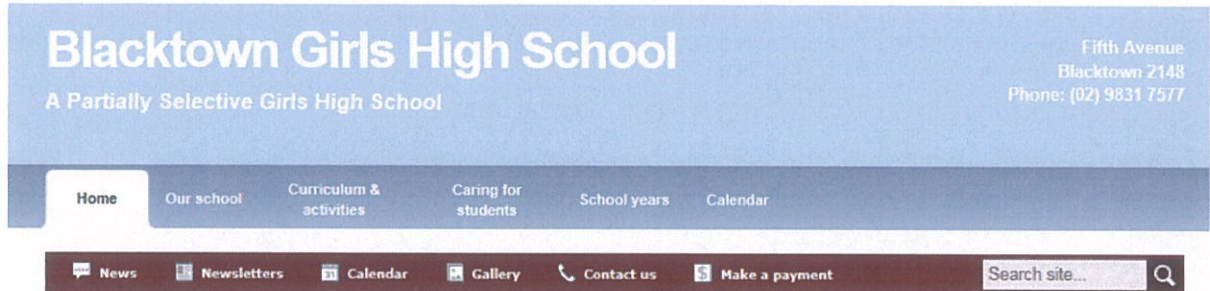 Blacktown Girls High School
A Partially Selective Girls High School
Fifth Avenue
Blacktown 2148
Phone: (02) 9831 7577
Home
Our school
Curriculum &
activities
Caring for
students
School years
Calendar
News
Newsletters
31
Calendar
Gallery
Contact us
$
Make a payment
Search site...